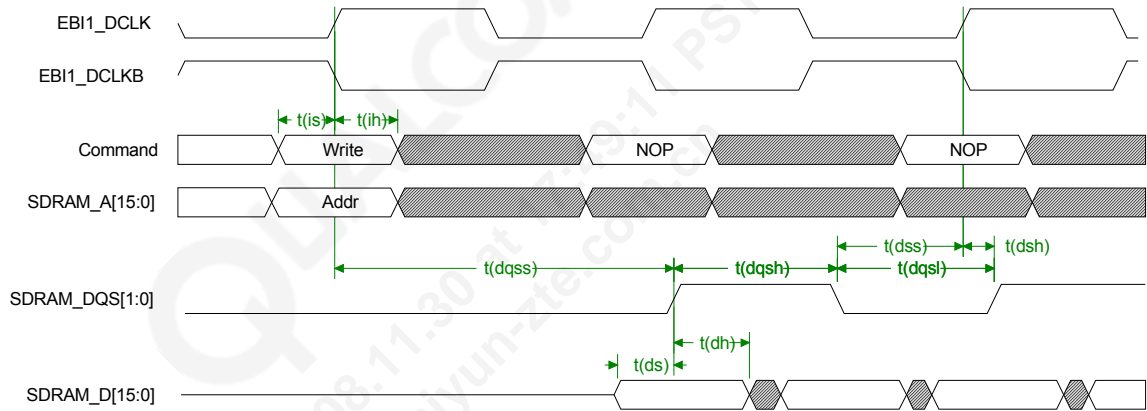 EBI1_DCLK
EBI1_DCLKB
t(is) t(ih)
Command Write NOP NOP
SDRAM_A[15:0] Addr
t(dss) t(dsh)
t(dqss) t(dqsh) t(dqsl)
SDRAM_DQS[1:0]
t(dh)
t(ds)
SDRAM_D[15:0]